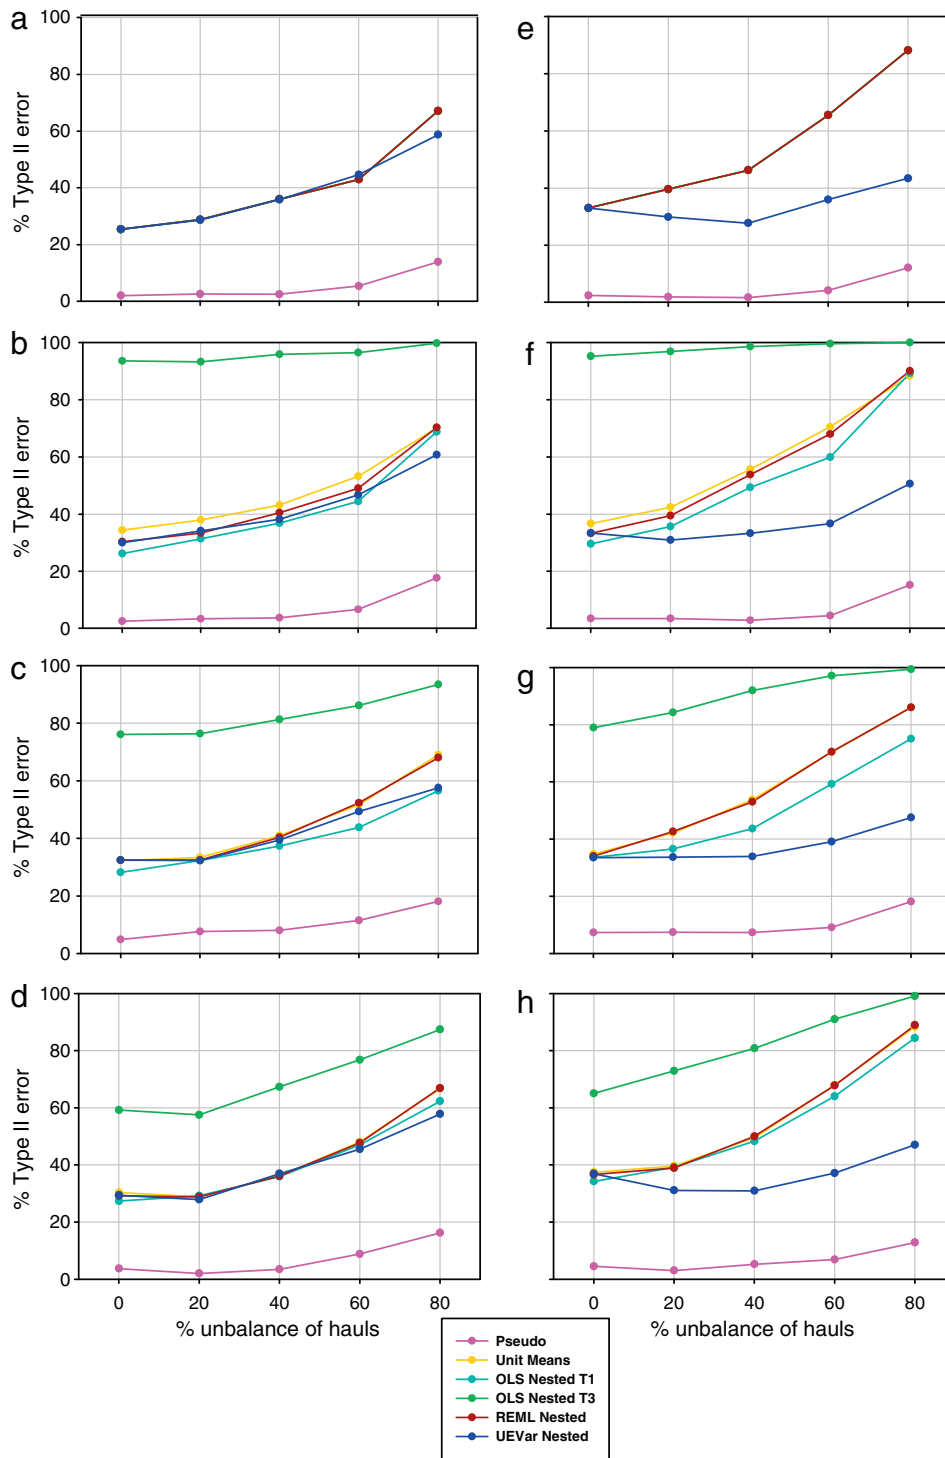 a
% Type II error
100
80
60
40
20
0
e
b
% Type II error
100
80
60
40
20
0
f
c
% Type II error
100
80
60
40
20
0
g
d
% Type II error
100
80
60
40
20
0
0 20 40 60 80
% unbalance of hauls
h
0 20 40 60 80
% unbalance of hauls
Pseudo
Unit Means
OLS Nested T1
OLS Nested T3
REML Nested
UEVar Nested